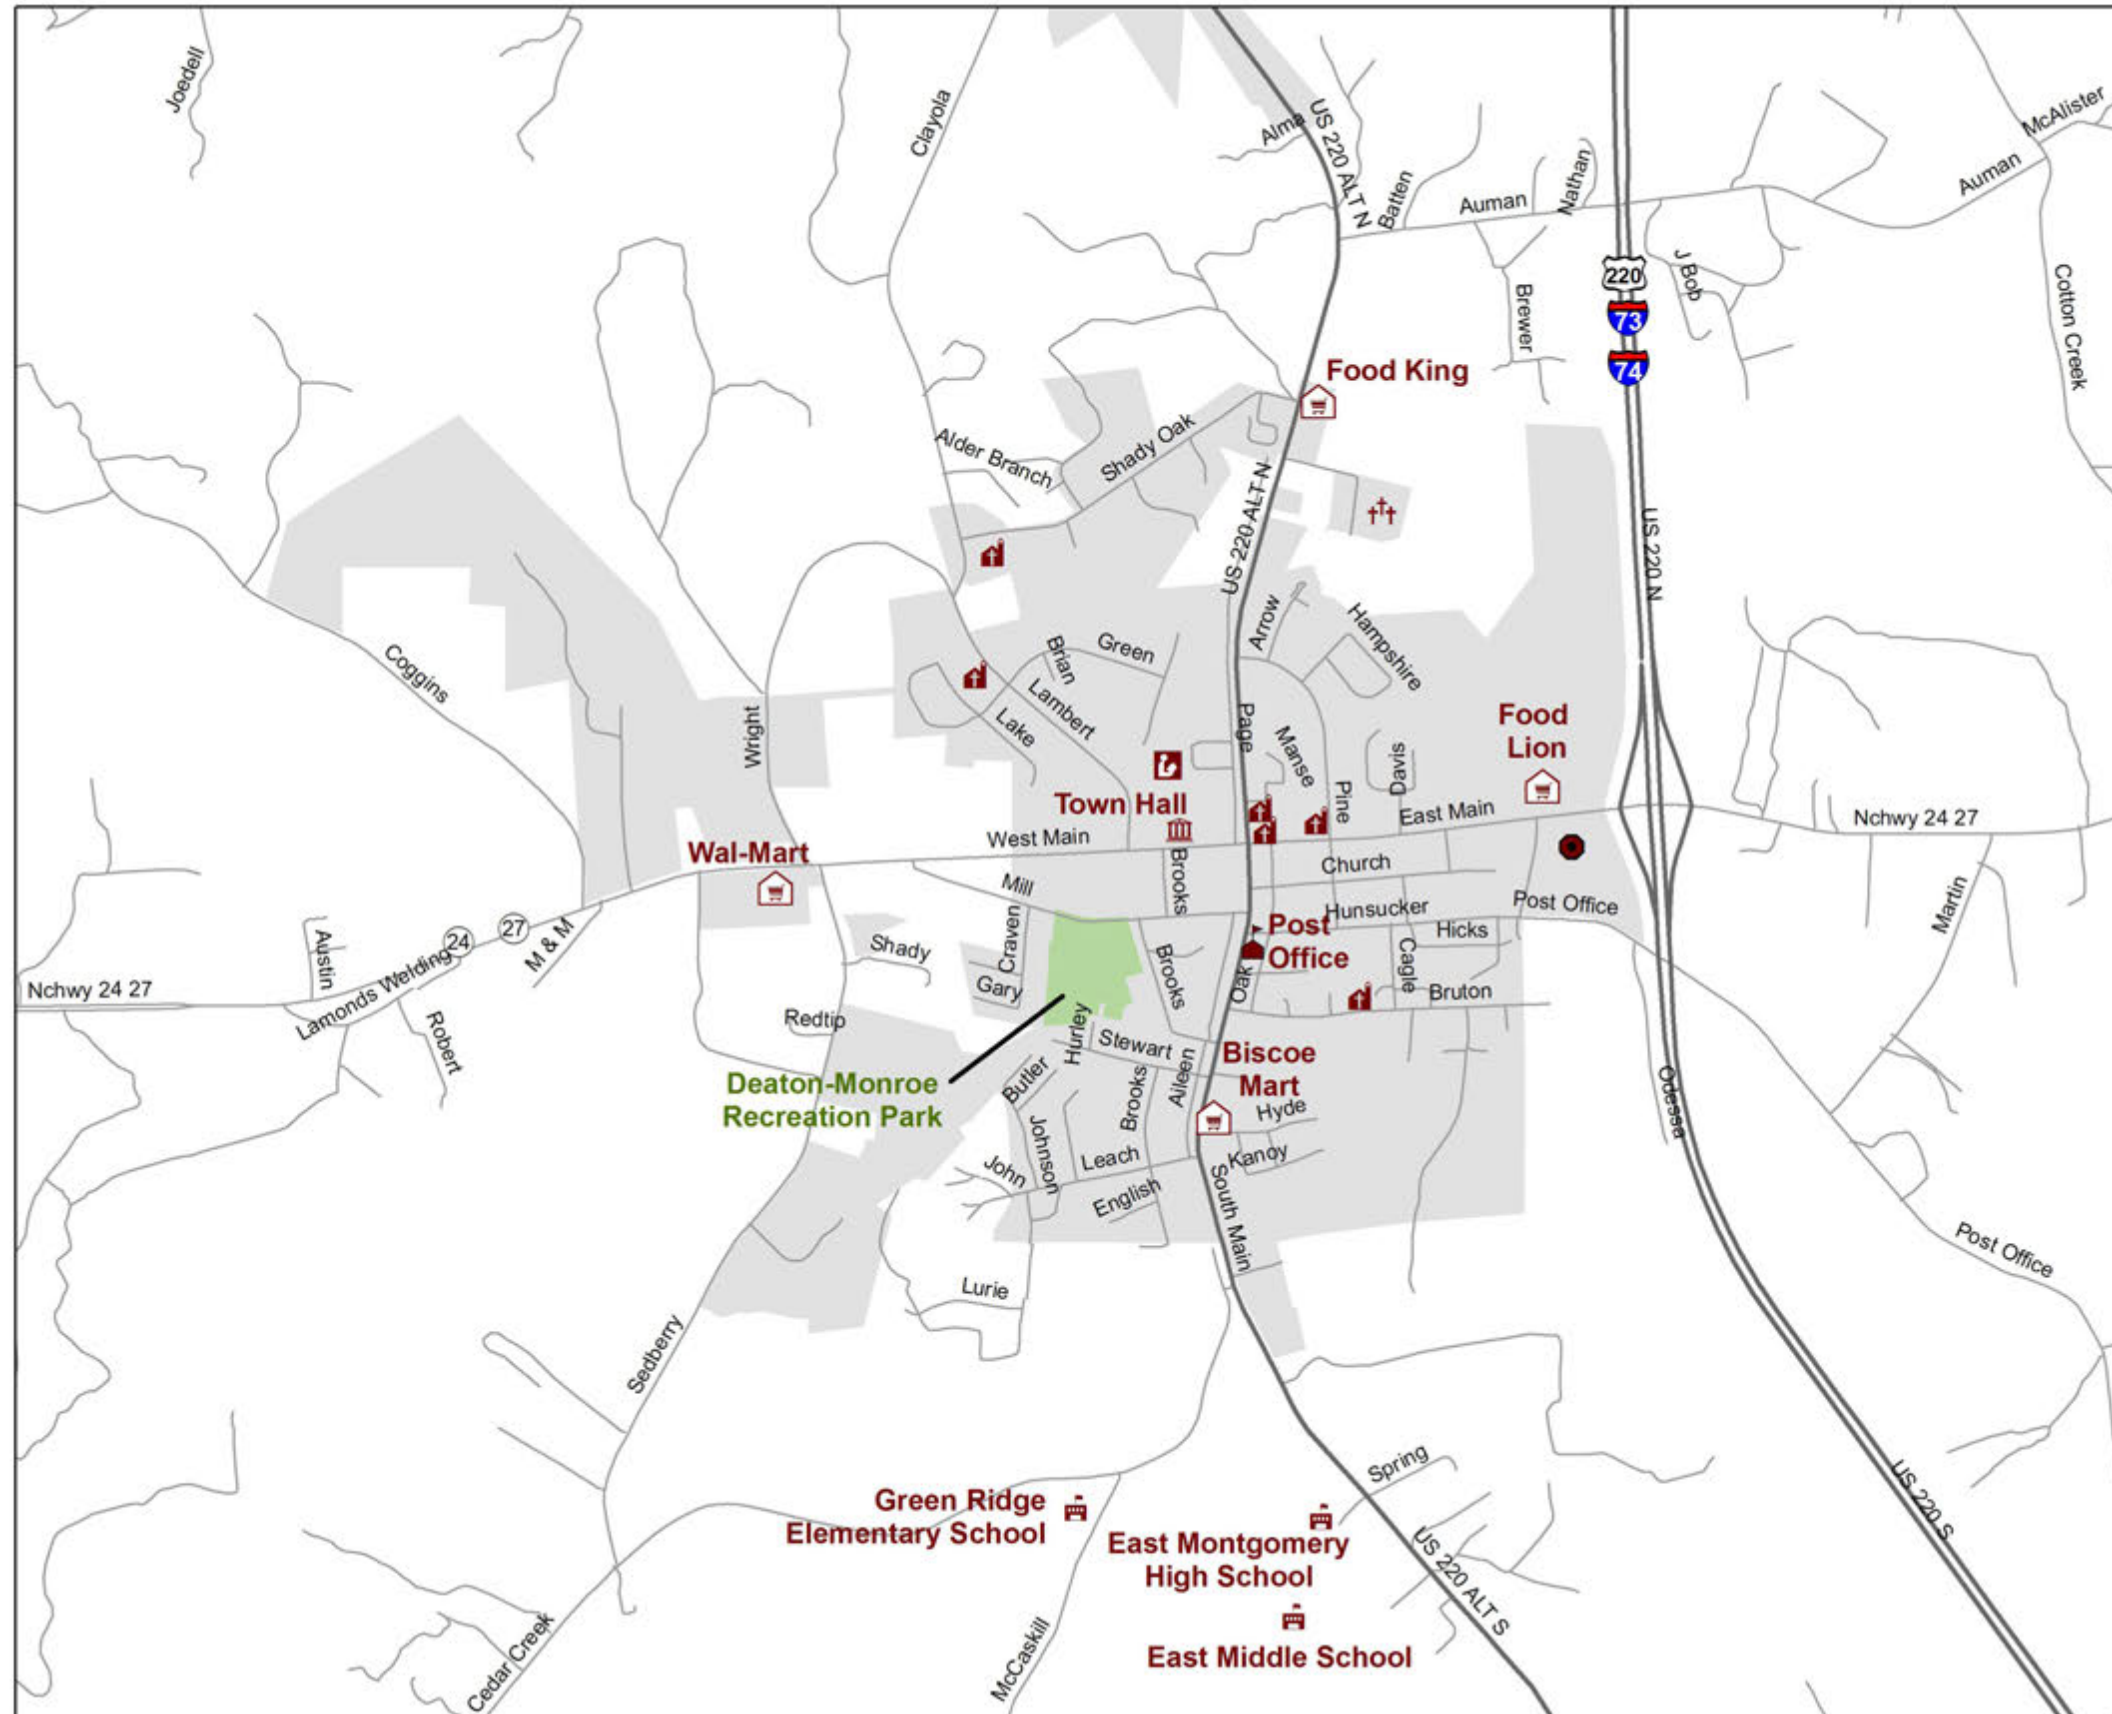 Joedell
Clayola
Alma
US 220 ALT N
Batten
Auman
Nathan
McAlister
Auman
220
73
74
J Bob
Brewer
Cotton Creek
Food King
Alder Branch
Shady Oak
US 220 ALT N
US 220 N
Coggins
Wright
Brian
Green
Lambert
Lake
Arrow
Hampshire
Page
Manse
Pine
Davis
Food
Lion
Town Hall
East Main
Nchwy 24 27
West Main
Wal-Mart
Brooks
Church
Mill
Craven
Hunsucker
Post Office
Post
Office
Hicks
Cagle
Martin
Austin
24
27
M & M
Shady
Gary
Brooks
Oak
Bruton
Nchwy 24 27
Lamonds Welding
Robert
Redtip
Hurley
Stewart
Aileen
Biscoe
Mart
Deaton-Monroe
Recreation Park
Butler
Brooks
Hyde
Odessa
Johnson
John
Leach
Kanoy
English
South Main
Post Office
Lurie
Sedberry
Spring
US 220 S
Green Ridge
Elementary School
East Montgomery
High School
US 220 ALT S
Cedar Creek
McCaskill
East Middle School